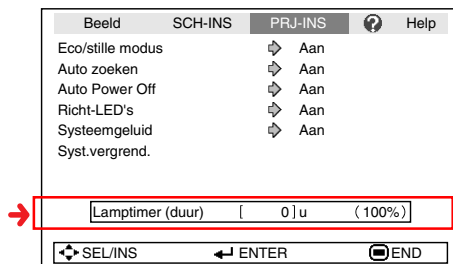 Beeld SCH-INS PRJ-INS ? Help
Eco/stille modus Aan
Auto zoeken Aan
Auto Power Off Aan
Richt-LED's Aan
Systeemgeluid Aan
Syst.vergrend.
Lamptimer (duur) [ 0 ] u ( 100% )
SEL/INS ENTER END